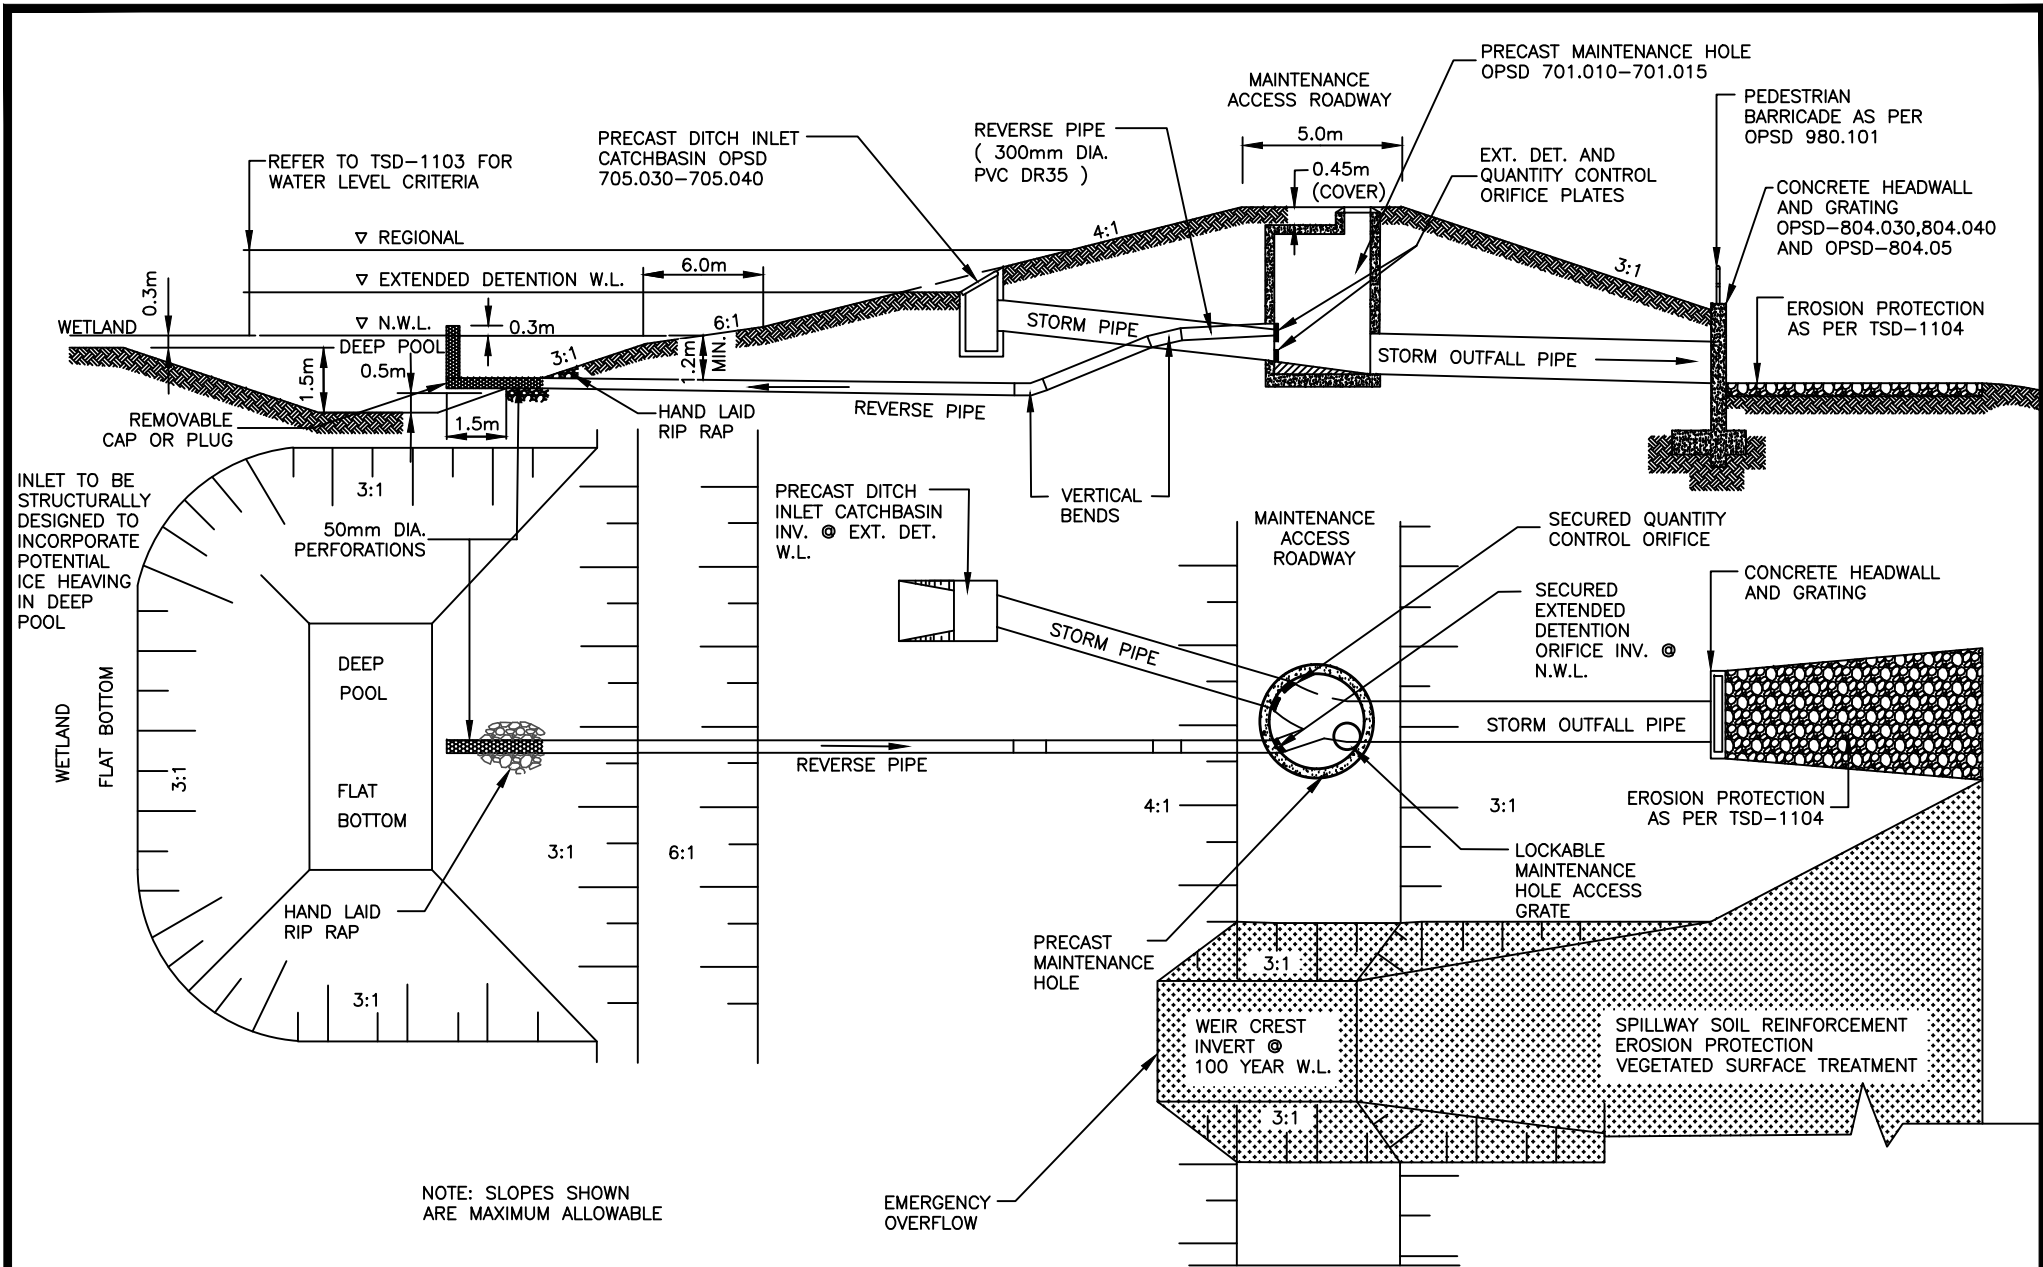 PRECAST MAINTENANCE HOLE
OPSD 701.010-701.015
MAINTENANCE
ACCESS ROADWAY
PEDESTRIAN
BARRICADE AS PER
OPSD 980.101
REVERSE PIPE
( 300mm DIA.
PVC DR35 )
5.0m
PRECAST DITCH INLET
CATCHBASIN OPSD
705.030-705.040
REFER TO TSD-1103 FOR
WATER LEVEL CRITERIA
0.45m
(COVER)
EXT. DET. AND
QUANTITY CONTROL
ORIFICE PLATES
CONCRETE HEADWALL
AND GRATING
OPSD-804.030,804.040
AND OPSD-804.05
REGIONAL
4:1
3:1
6.0m
EXTENDED DETENTION W.L.
0.3m
EROSION PROTECTION
AS PER TSD-1104
WETLAND
N.W.L.
0.3m
6:1
STORM PIPE
DEEP POOL
3:1
1.2m
MIN.
STORM OUTFALL PIPE
1.5m
0.5m
REVERSE PIPE
HAND LAID
RIP RAP
REMOVABLE
CAP OR PLUG
1.5m
INLET TO BE
STRUCTURALLY
DESIGNED TO
INCORPORATE
POTENTIAL
ICE HEAVING
IN DEEP
POOL
3:1
50mm DIA.
PERFORATIONS
PRECAST DITCH
INLET CATCHBASIN
INV. @ EXT. DET.
W.L.
VERTICAL
BENDS
MAINTENANCE
ACCESS
ROADWAY
SECURED QUANTITY
CONTROL ORIFICE
CONCRETE HEADWALL
AND GRATING
SECURED
EXTENDED
DETENTION
ORIFICE INV. @
N.W.L.
STORM PIPE
DEEP
POOL
WETLAND
FLAT BOTTOM
3:1
STORM OUTFALL PIPE
REVERSE PIPE
FLAT
BOTTOM
4:1
3:1
EROSION PROTECTION
AS PER TSD-1104
3:1
6:1
LOCKABLE
MAINTENANCE
HOLE ACCESS
GRATE
HAND LAID
RIP RAP
PRECAST
MAINTENANCE
HOLE
3:1
3:1
WEIR CREST
INVERT @
100 YEAR W.L.
SPILLWAY SOIL REINFORCEMENT
EROSION PROTECTION
VEGETATED SURFACE TREATMENT
3:1
NOTE: SLOPES SHOWN
ARE MAXIMUM ALLOWABLE
EMERGENCY
OVERFLOW